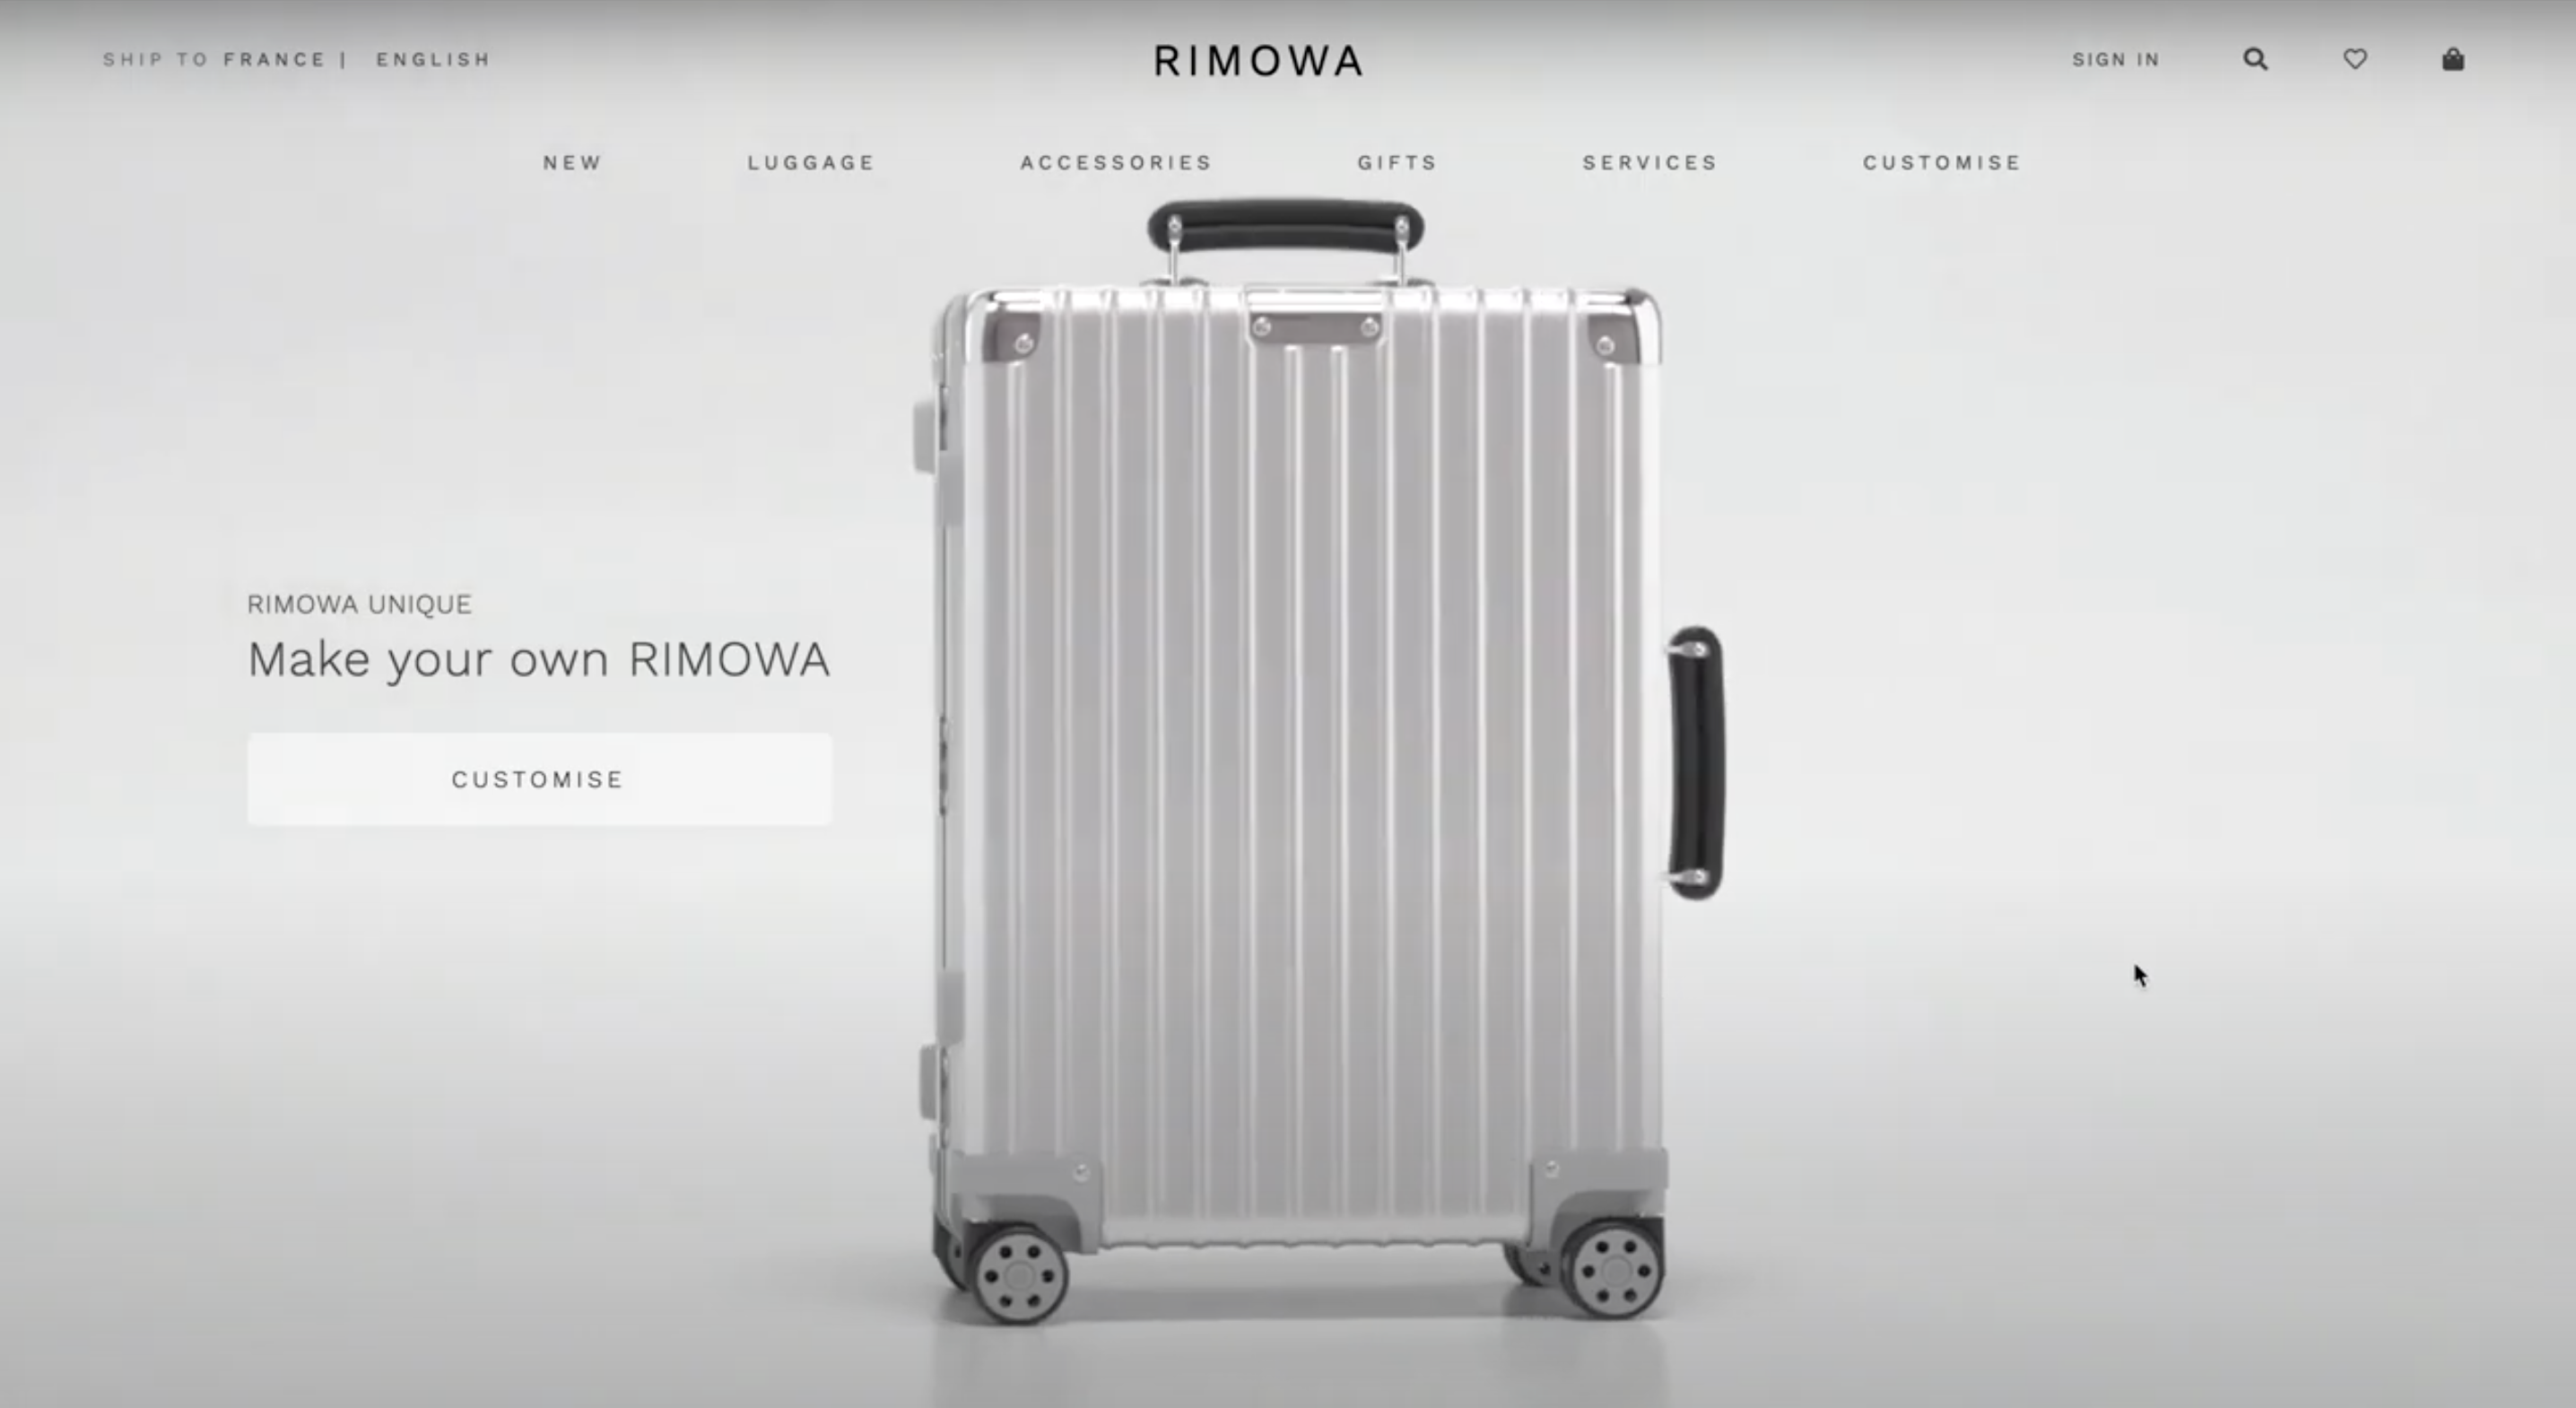 SHIP TO FRANCE | ENGLISH
RIMOWA
SIGN IN
NEW LUGGAGE ACCESSORIES GIFTS SERVICES CUSTOMISE
RIMOWA UNIQUE
Make your own RIMOWA
CUSTOMISE